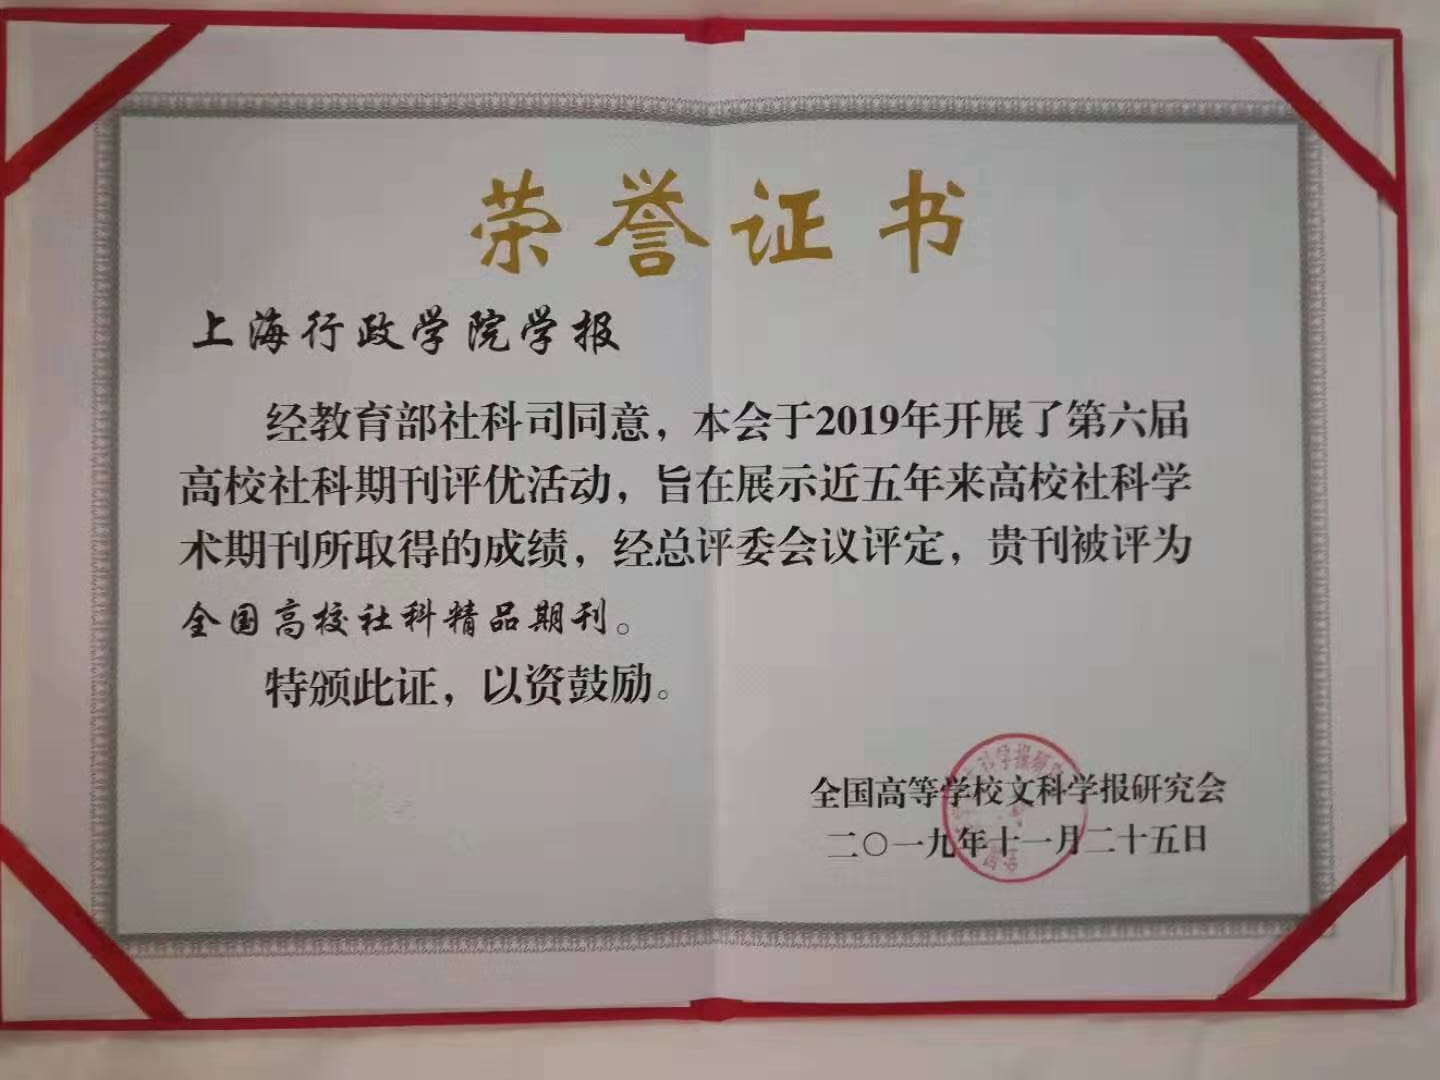 荣誉证书
上海行政学院学报
经教育部社科司同意，本会于2019年开展了第六届
高校社科期刊评优活动，旨在展示近五年来高校社科学
术期刊所取得的成绩，经总评委会议评定，贵刊被评为
全国高校社科精品期刊。
特颁此证，以资鼓励。
全国高等学校文科学报研究会
二〇一九年十一月二十五日